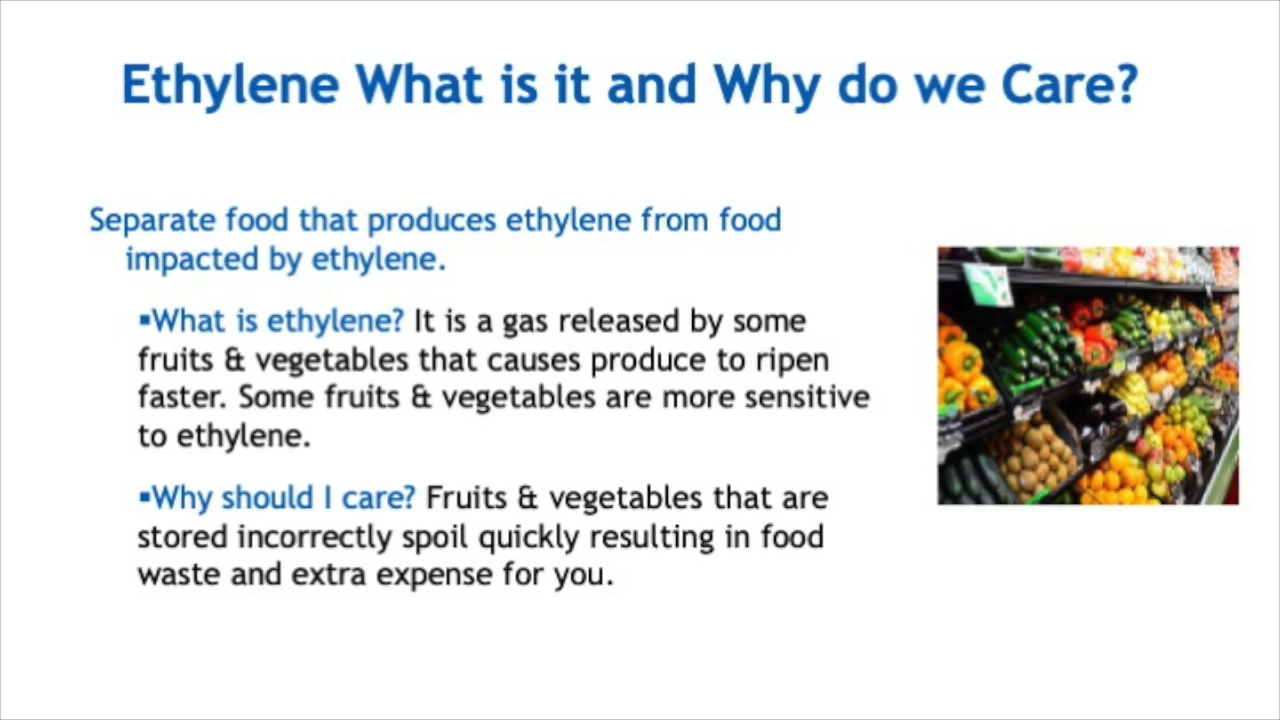 Ethylene What is it and Why do we Care?
Separate food that produces ethylene from food
impacted by ethylene.
▪What is ethylene? It is a gas released by some
fruits & vegetables that causes produce to ripen
faster. Some fruits & vegetables are more sensitive
to ethylene.
▪Why should I care? Fruits & vegetables that are
stored incorrectly spoil quickly resulting in food
waste and extra expense for you.